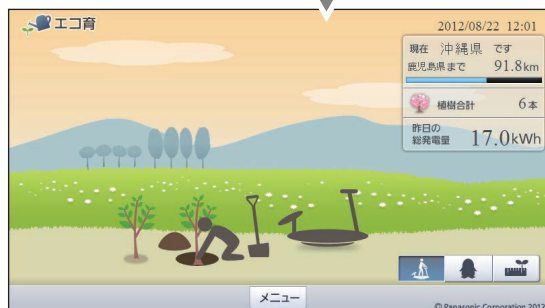 エコ育
2012/08/22 12:01
現在 沖縄県 です
鹿児島県まで 91.8km
植樹合計 6本
昨日の
総発電量 17.0kWh
メニュー
© Panasonic Corporation 2012